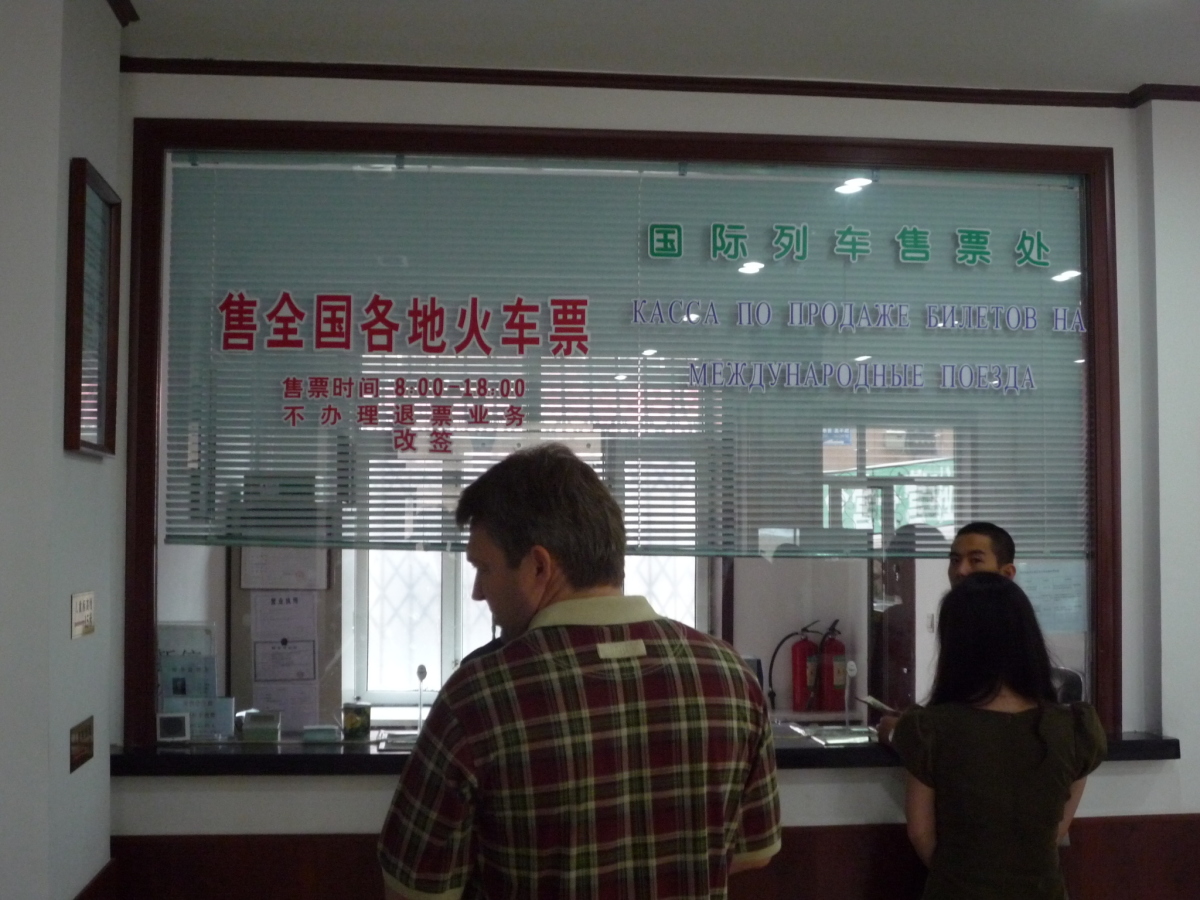 国际列车售票处
КАССА ПО ПРОДАЖЕ БИЛЕТОВ НА
МЕЖДУНАРОДНЫЕ ПОЕЗДА
售全国各地火车票
售票时间 8:00-18:00
不办理退票业务
改签